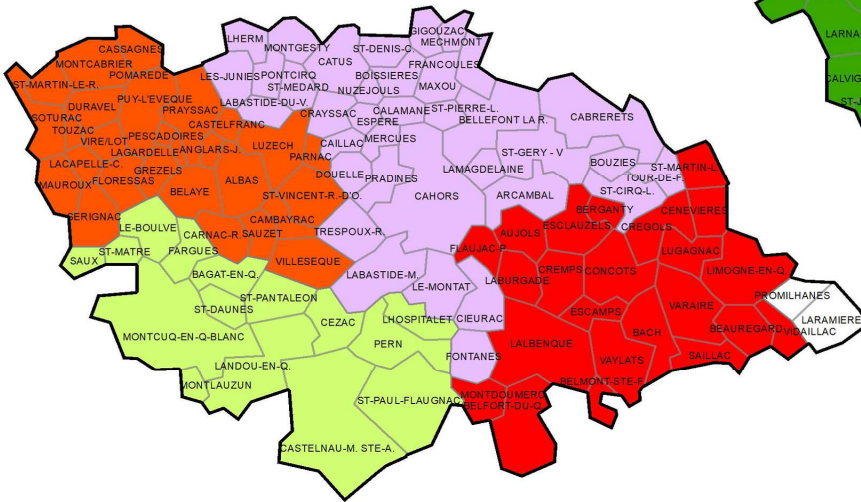 CASSAGNES
MONTCABRIER
ST-MARTIN-LE-R.
POMAREDE
PUY-L'EVEQUE
DURAVEL
SOTURAC
TOUZAC
PRAYSSAC
CASTELFRANC
VIRE/LOT
PESCADOIRES
LAGARDELLE
ANGLARS-J.
LACAPELLE-C.
GREZELS
FLORESSAS
MAUROUX
BELAYE
SERIGNAC
LUZECH
PARNAC
ALBAS
ST-VINCENT-R.-D'O.
CAMBAYRAC
CARNAC-R.
SAUZET
VILLESEQUE
LHERM
MONTGESTY
CATUS
ST-DENIS-C.
GIGOUZAC
MECHMONT
LES-JUNIES
PONTCIRQ
ST-MEDARD
BOISSIERES
FRANCOULES
NUZEJOULS
MAXOU
LABASTIDE-DU-V.
CRAYSSAC
CALAMANE
ST-PIERRE-L.
ESPÈRE
BELLEFONT LA R.
CABRERETS
CAILLAC
MERCUES
DOUELLE
PRADINES
LAMAGDELAINE
ST-GERY - V
BOUZIES
ST-MARTIN-L.
TOUR-DE-F.
ST-CIRQ-L.
CAHORS
ARCAMBAL
TRESPOUX-R.
LABASTIDE-M.
LE-MONTAT
CIEURAC
FONTANES
BERGANTY
CENEVIERES
CREGOLS
AUJOLS
ESCLAUZELS
FLAUJAC-P.
LUGAGNAC
LABURGADE
CREMPS
CONCOTS
LIMOGNE-EN-Q.
PROMILHANES
LARAMIERE
VIDAILLAC
VARAIRE
BEAUREGARD
ESCAMPS
BACH
LALBENQUE
VAYLATS
SAILLAC
BELMONT-STE-F.
MONTDOUMERC
BELFORT-DU-Q.
LE-BOULVE
ST-MATRE
SAUX
FARGUES
BAGAT-EN-Q.
ST-PANTALEON
ST-DAUNES
CEZAC
LHOSPITALET
PERN
MONTCUQ-EN-Q-BLANC
LANDOU-EN-Q.
MONTLAUZUN
ST-PAUL-FLAUGNAC
CASTELNAU-M. STE-A.
LARNA
CALVIG
ST-J